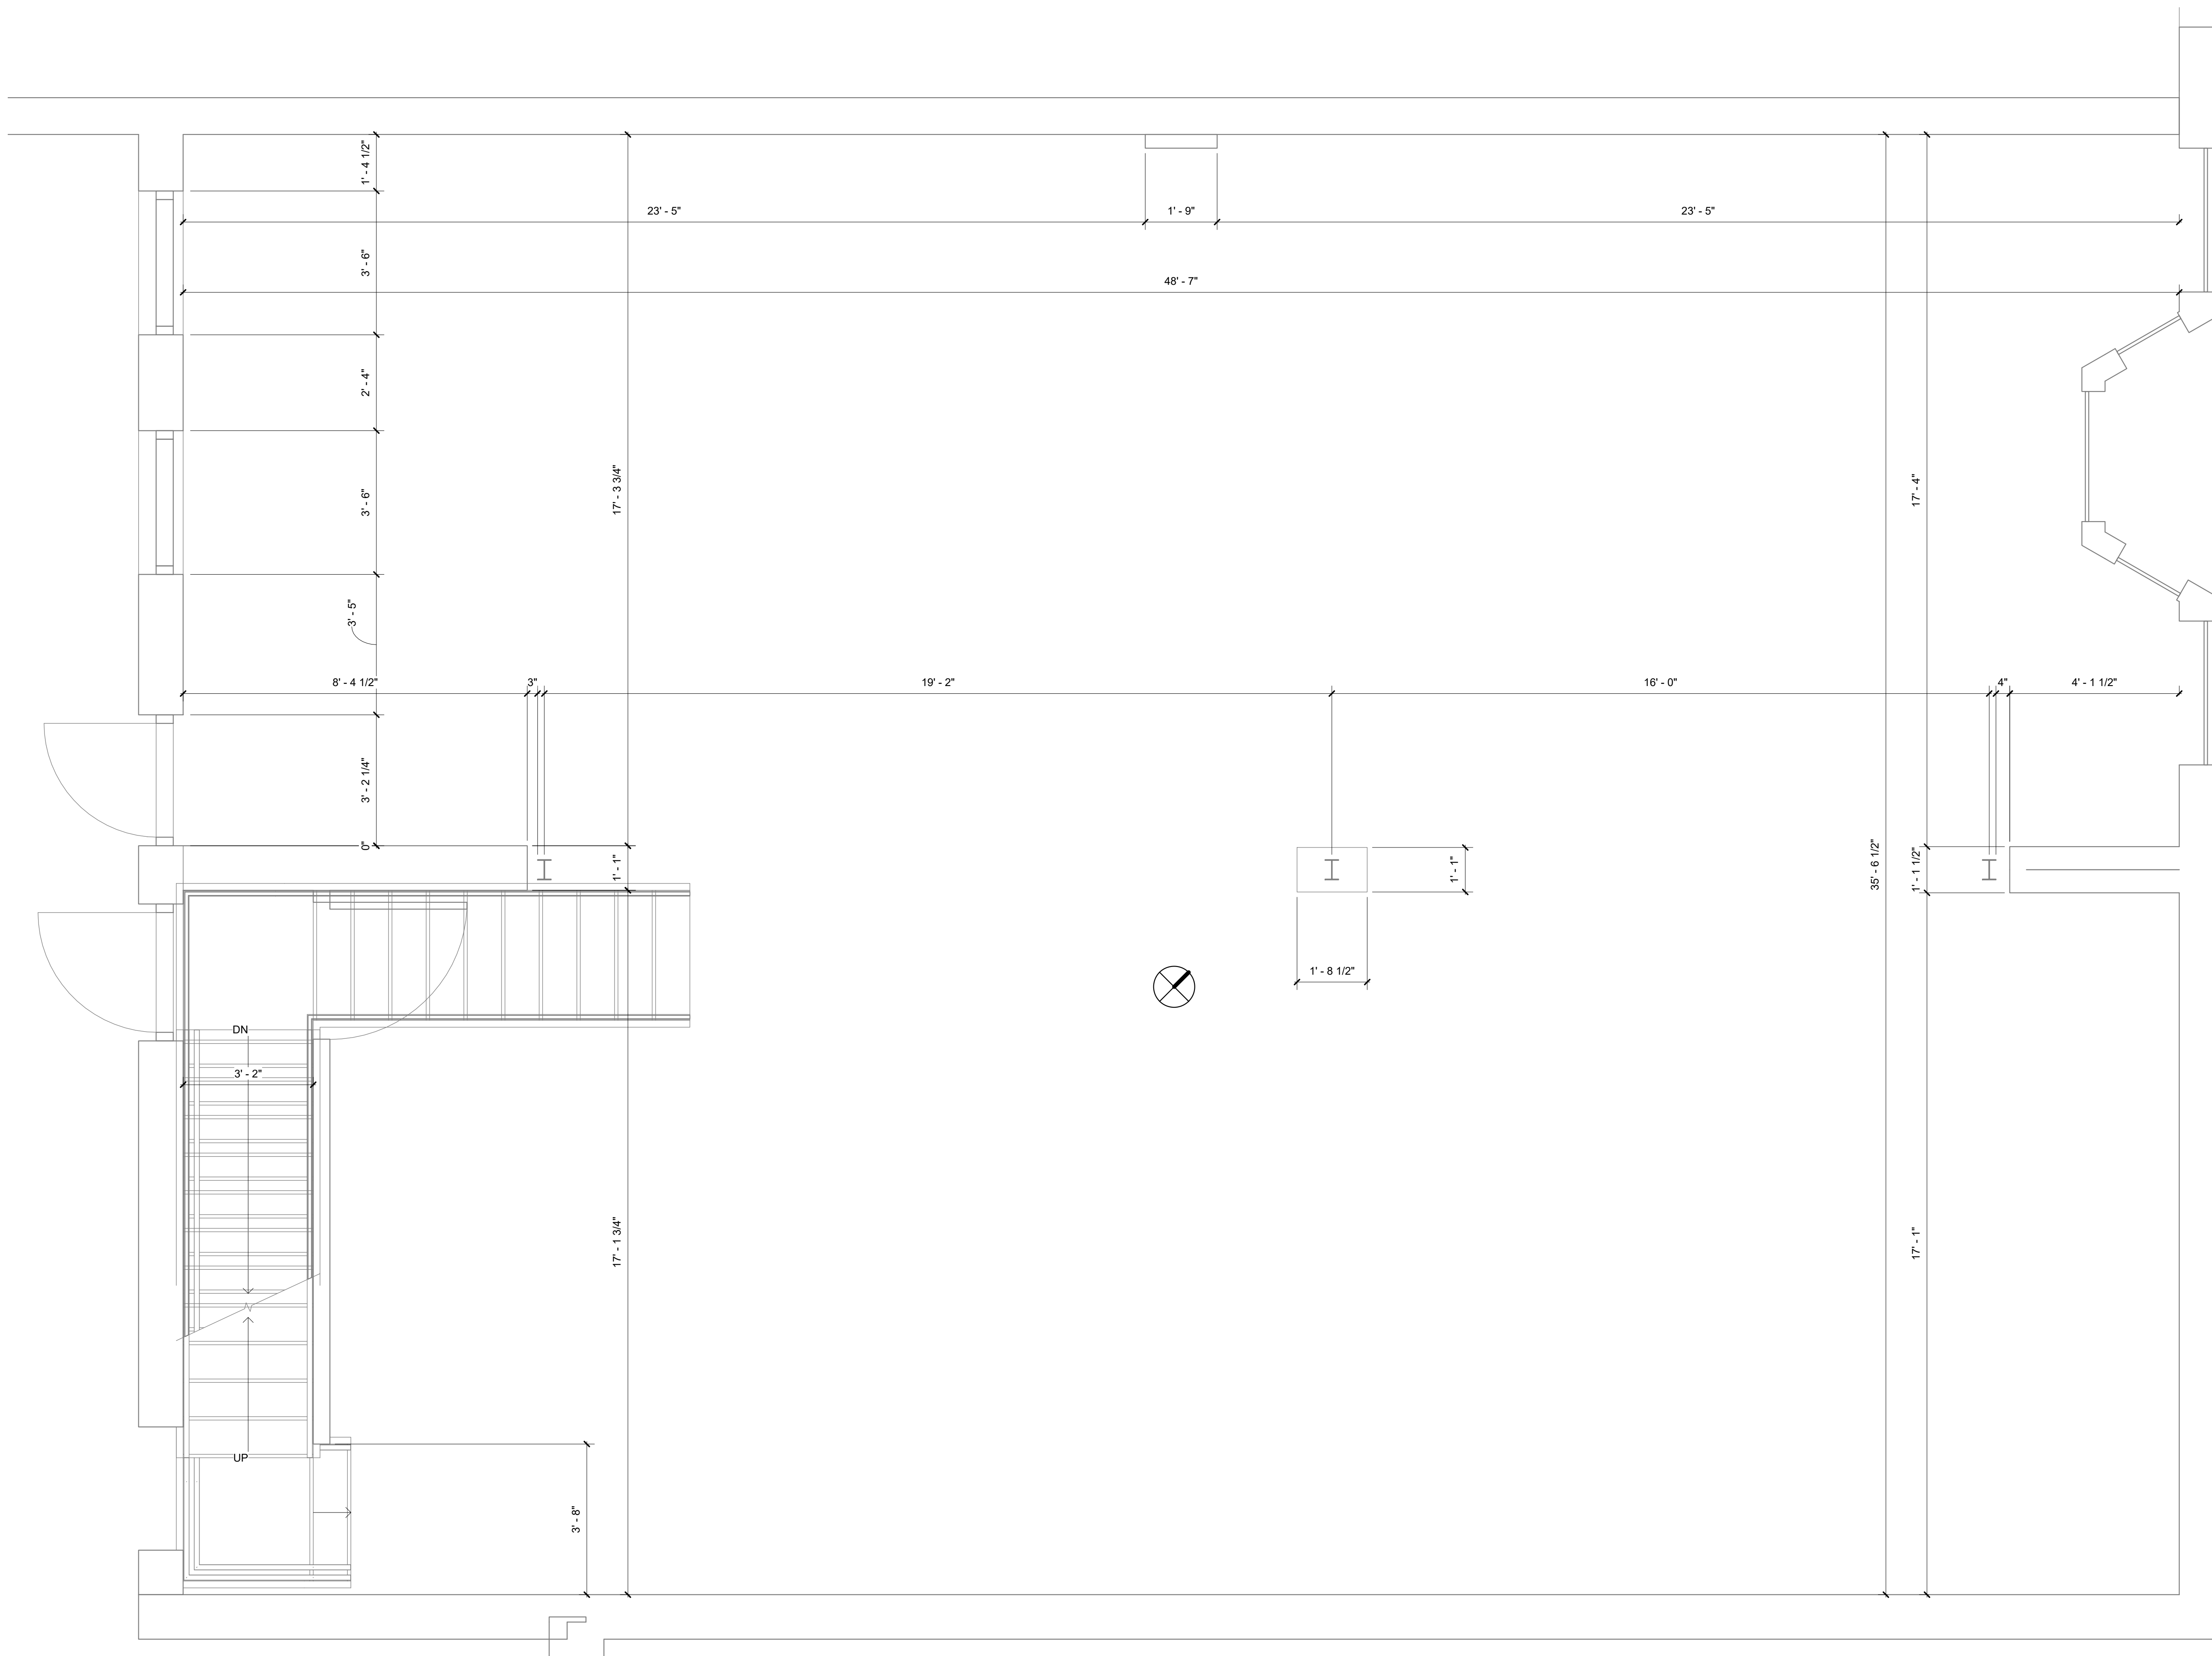 1' - 4 1/2"
23' - 5"
1' - 9"
23' - 5"
3' - 6"
48' - 7"
2' - 4"
3' - 6"
17' - 3 3/4"
17' - 4"
3' - 5"
8' - 4 1/2"
3"
19' - 2"
16' - 0"
4"
4' - 1 1/2"
3' - 2 1/4"
0"
1' - 1"
1' - 1"
35' - 6 1/2"
1' - 1 1/2"
1' - 8 1/2"
DN
3' - 2"
17' - 1 3/4"
17' - 1"
UP
3' - 8"